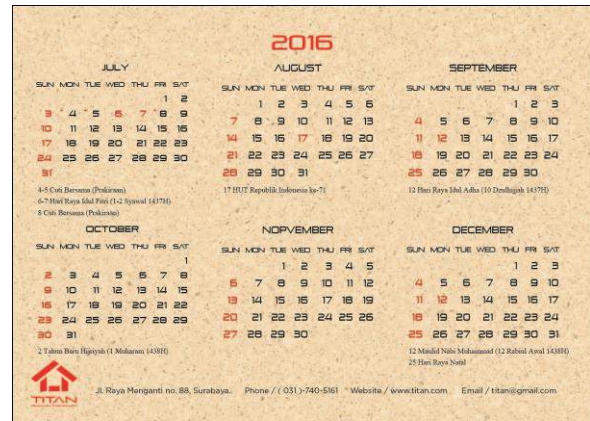 2016
JULY
SUN MON TUE WED THU FRI SAT
1 2
3 4 5 6 7 8 9
10 11 12 13 14 15 16
17 18 19 20 21 22 23
24 25 26 27 28 29 30
31
4-5 Cuti Bersama (Prakiraan)
6-7 Hari Raya Idul Fitri (1-2 Syawal 1437H)
8 Cuti Bersama (Prakiraan)
AUGUST
SUN MON TUE WED THU FRI SAT
1 2 3 4 5 6
7 8 9 10 11 12 13
14 15 16 17 18 19 20
21 22 23 24 25 26 27
28 29 30 31
17 HUT Republik Indonesia ke-71
SEPTEMBER
SUN MON TUE WED THU FRI SAT
1 2 3
4 5 6 7 8 9 10
11 12 13 14 15 16 17
18 19 20 21 22 23 24
25 26 27 28 29 30
12 Hari Raya Idul Adha (10 Dzulhijjah 1437H)
OCTOBER
SUN MON TUE WED THU FRI SAT
1
2 3 4 5 6 7 8
9 10 11 12 13 14 15
16 17 18 19 20 21 22
23 24 25 26 27 28 29
30 31
2 Tahun Baru Hijriyah (1 Muharam 1438H)
NOPVEMBER
SUN MON TUE WED THU FRI SAT
1 2 3 4 5
6 7 8 9 10 11 12
13 14 15 16 17 18 19
20 21 22 23 24 25 26
27 28 29 30
DECEMBER
SUN MON TUE WED THU FRI SAT
1 2 3
4 5 6 7 8 9 10
11 12 13 14 15 16 17
18 19 20 21 22 23 24
25 26 27 28 29 30 31
12 Maulid Nabi Muhammad (12 Rabiul Awal 1438H)
25 Hari Raya Natal
TITAN
Jl. Raya Menganti no. 88, Surabaya. Phone / ( 031 )-740-5161 Website / www.titan.com Email / titan@gmail.com